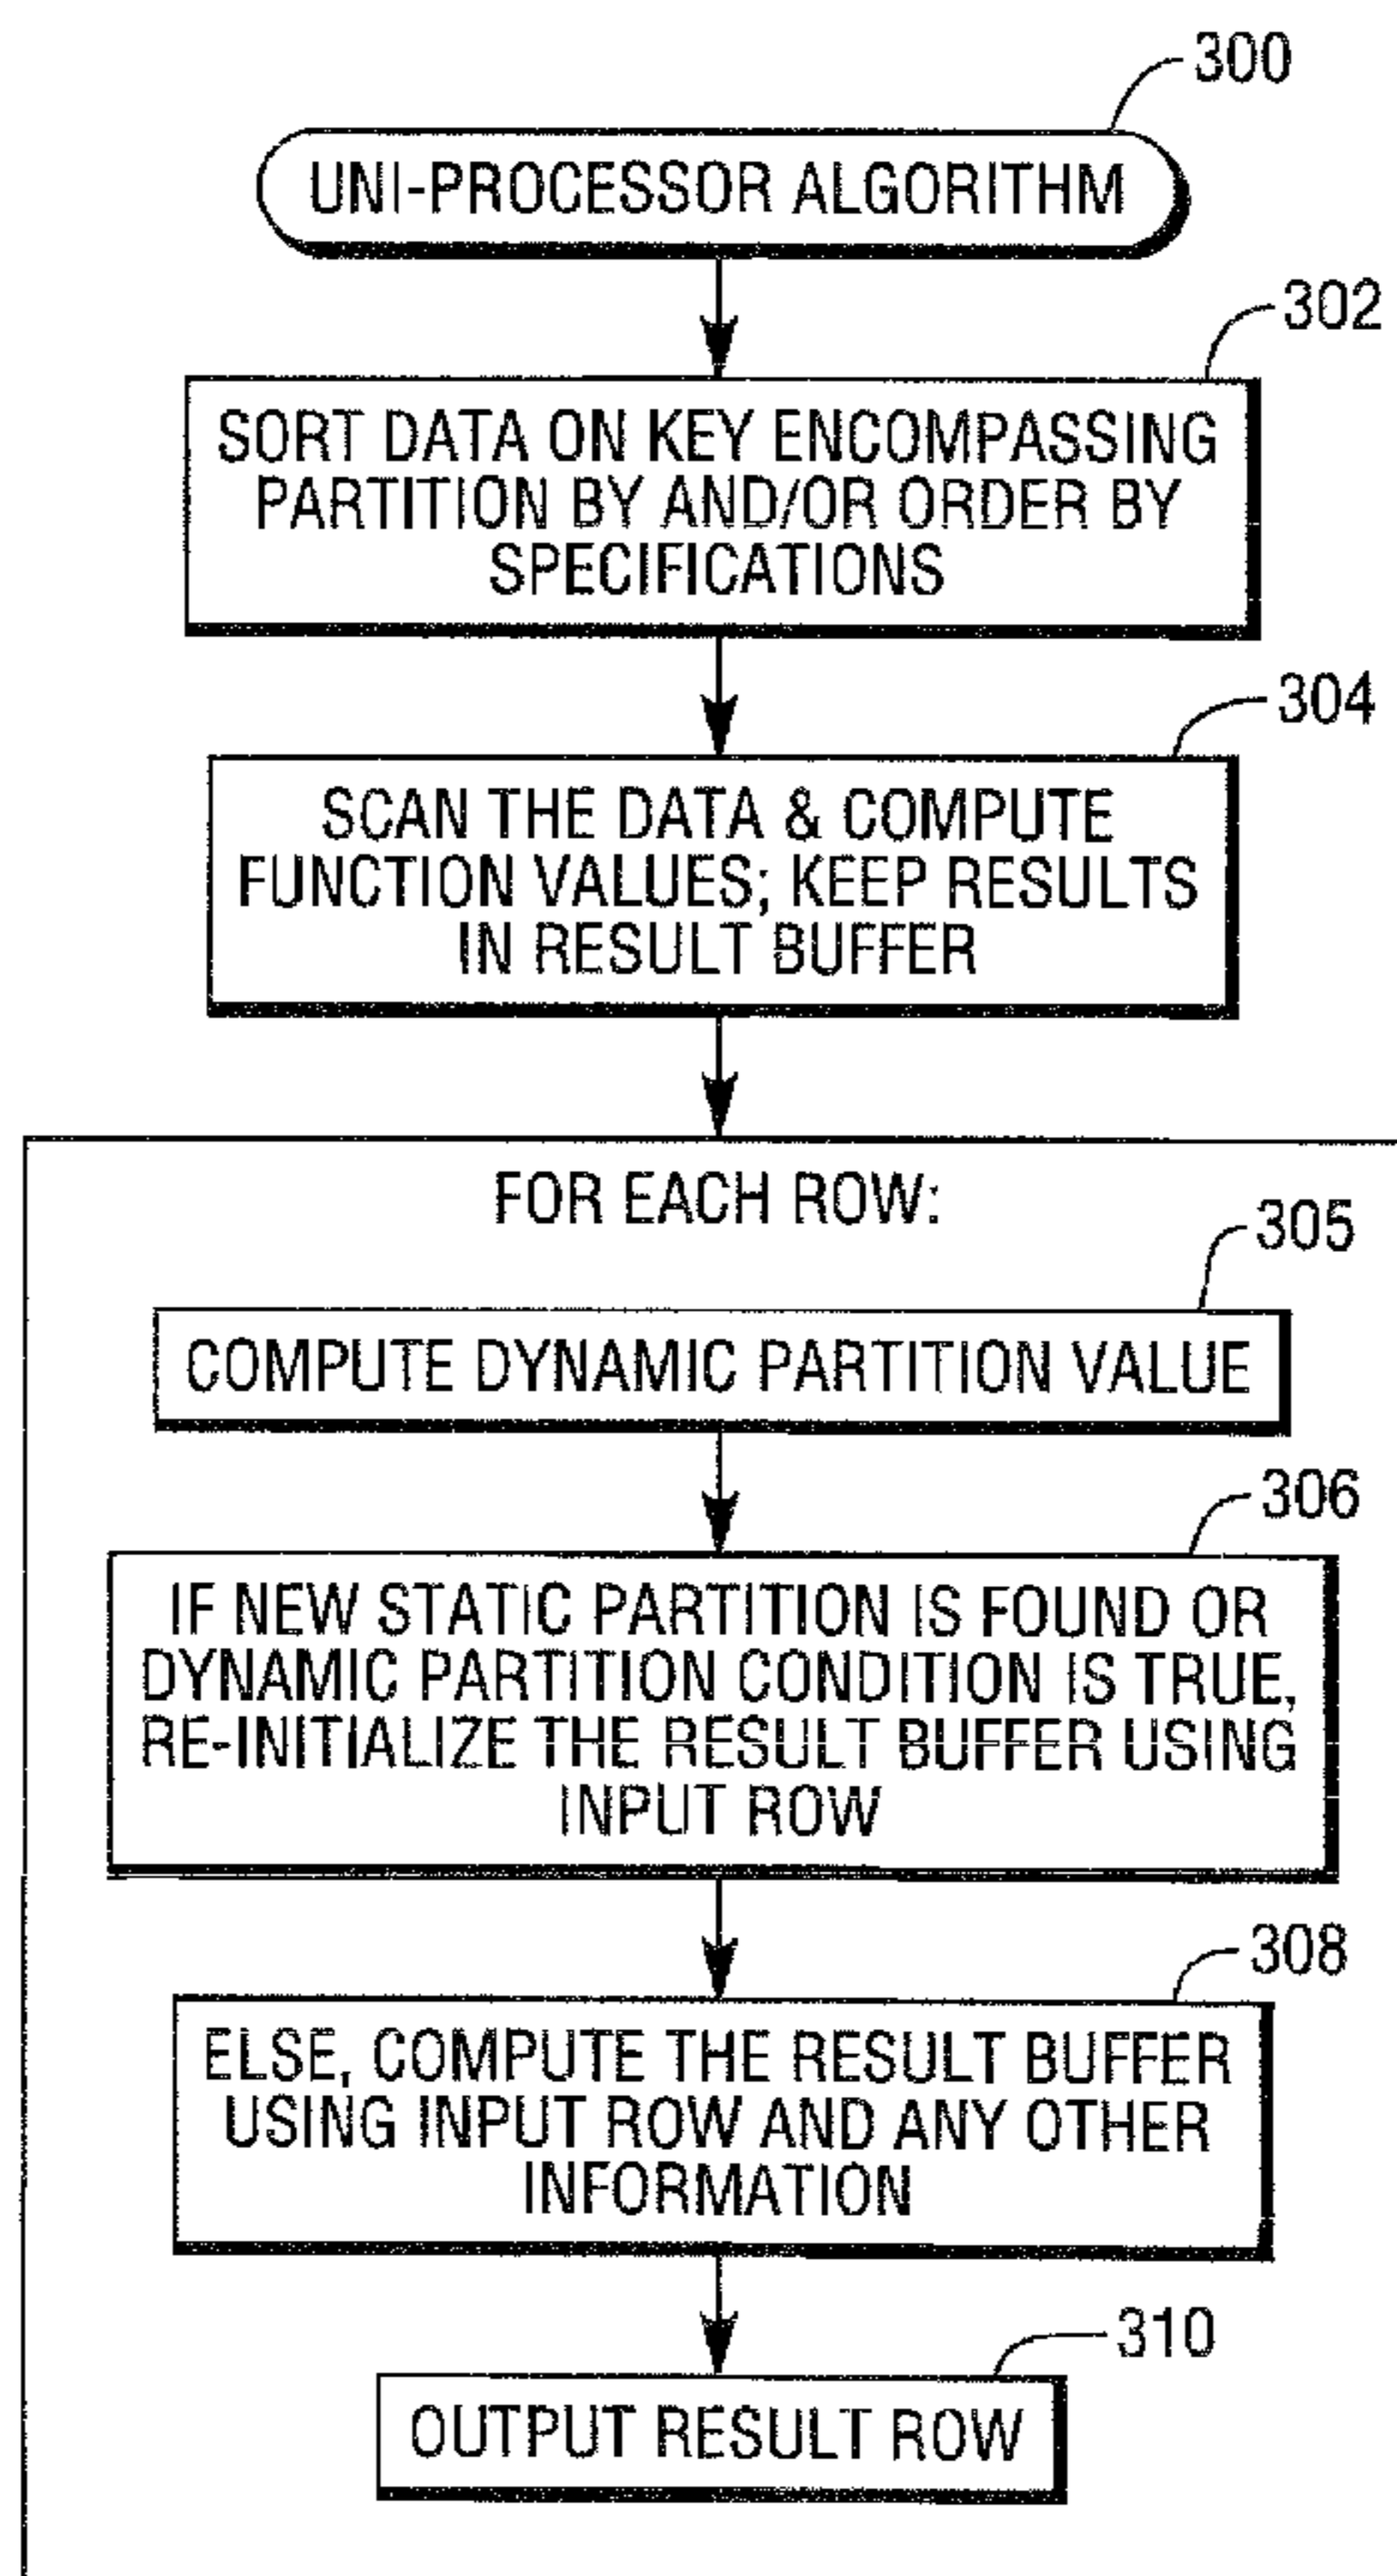 300
UNI-PROCESSOR ALGORITHM
302
SORT DATA ON KEY ENCOMPASSING
PARTITION BY AND/OR ORDER BY
SPECIFICATIONS
304
SCAN THE DATA & COMPUTE
FUNCTION VALUES; KEEP RESULTS
IN RESULT BUFFER
FOR EACH ROW:
305
COMPUTE DYNAMIC PARTITION VALUE
306
IF NEW STATIC PARTITION IS FOUND OR
DYNAMIC PARTITION CONDITION IS TRUE,
RE-INITIALIZE THE RESULT BUFFER USING
INPUT ROW
308
ELSE, COMPUTE THE RESULT BUFFER
USING INPUT ROW AND ANY OTHER
INFORMATION
310
OUTPUT RESULT ROW